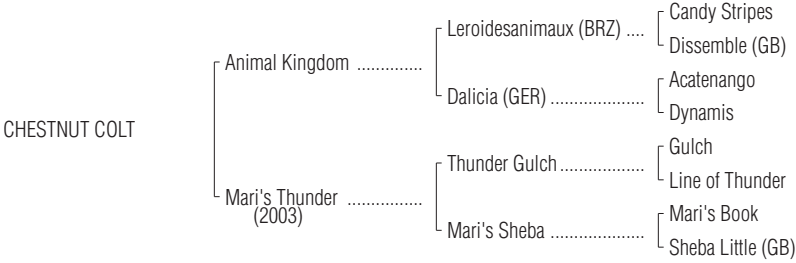 Candy Stripes
Leroidesanimaux (BRZ) ....
Dissemble (GB)
Animal Kingdom ..............
Acatenango
Dalicia (GER) ....................
Dynamis
CHESTNUT COLT
Gulch
Thunder Gulch..................
Line of Thunder
Mari's Thunder ................
(2003)
Mari's Book
Mari's Sheba ....................
Sheba Little (GB)